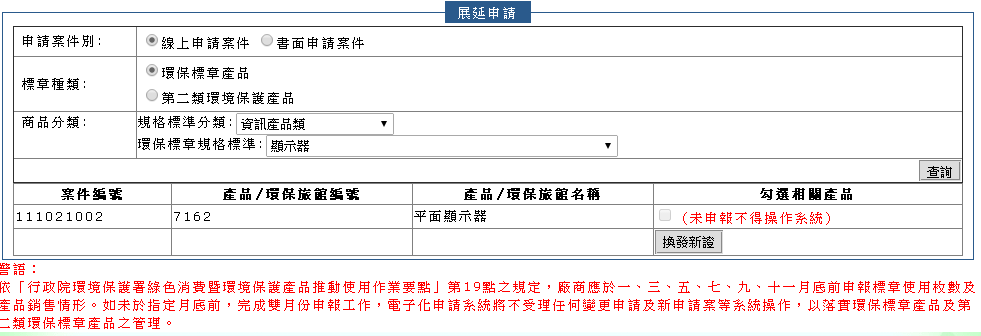 展延申請
申請案件別: 線上申請案件 書面申請案件
標章種類: 環保標章產品
第二類環境保護產品
商品分類: 規格標準分類: 資訊產品類
環保標章規格標準: 顯示器
查詢
案件編號 產品/環保旅館編號 產品/環保旅館名稱 勾選相關產品
111021002 7162 平面顯示器 (未申報不得操作系統)
換發新證
警語：
依「行政院環境保護署綠色消費暨環境保護產品推動使用作業要點」第19點之規定，廠商應於一、三、五、七、九、十一月底前申報標章使用枚數及
產品銷售情形。如未於指定月底前，完成雙月份申報工作，電子化申請系統將不受理任何變更申請及新申請案等系統操作，以落實環保標章產品及第
二類環保標章產品之管理。